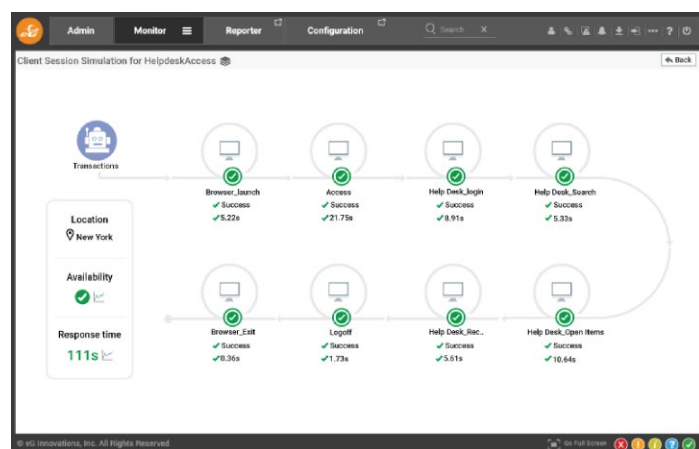 Admin
Monitor
Reporter
Configuration
Search X
Client Session Simulation for HelpdeskAccess
Back
Transactions
Browser_launch
Success
5.22s
Access
Success
21.75s
Help Desk_login
Success
8.91s
Help Desk_Search
Success
5.33s
Location
New York
Availability
Response time
111s
Browser_Exit
Success
0.36s
Logoff
Success
1.73s
Help Desk_Rec..
Success
5.61s
Help Desk_Open Items
Success
10.64s
© eG Innovations, Inc. All Rights Reserved
Go Full Screen